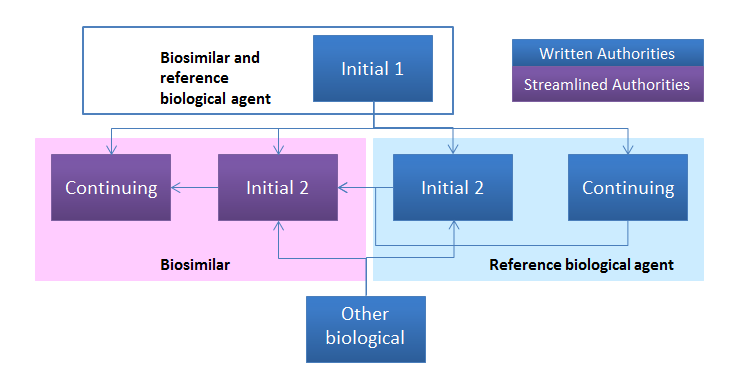 Biosimilar and
reference
biological agent
Initial 1
Written Authorities
Streamlined Authorities
Continuing
Initial 2
Initial 2
Continuing
Biosimilar
Reference biological agent
Other
biological